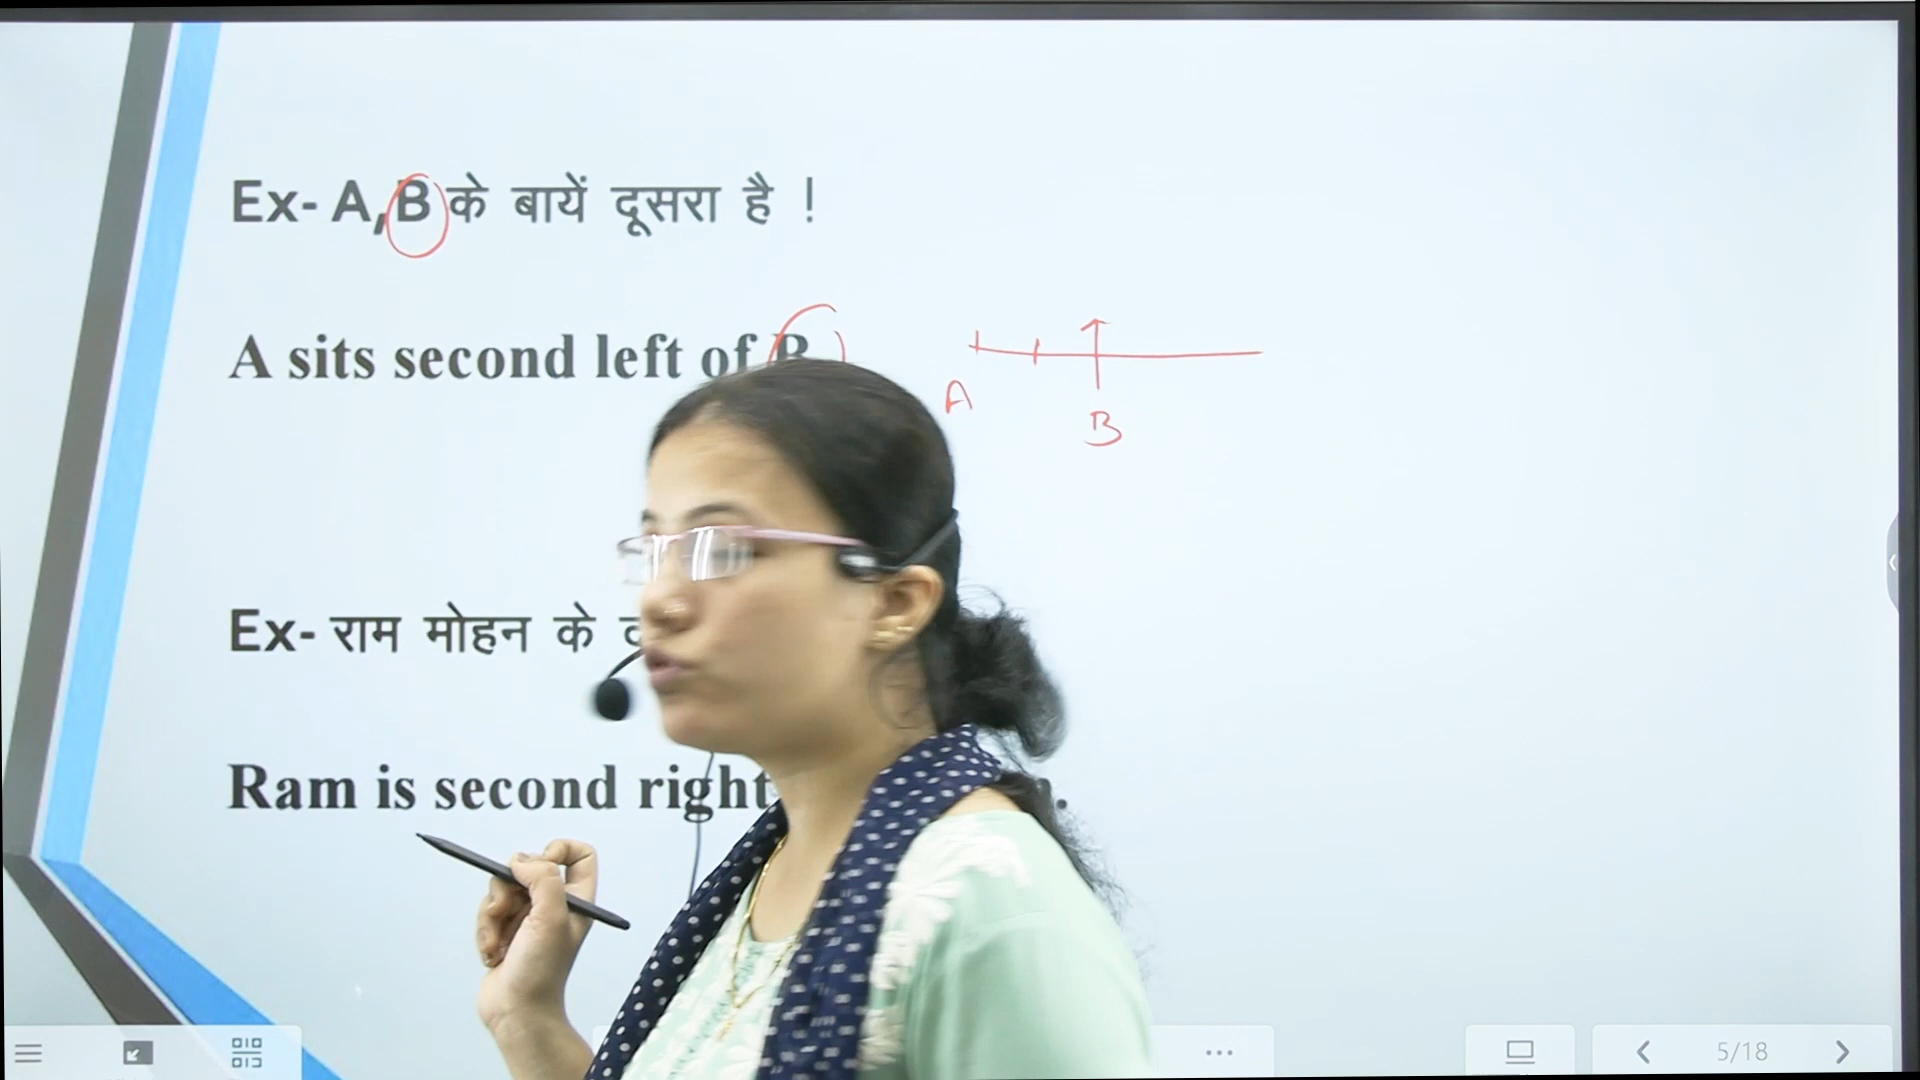 Ex- A,B के बायें दूसरा है !
A sits second left of B
A
B
Ex- राम मोहन के
Ram is second right
5/18